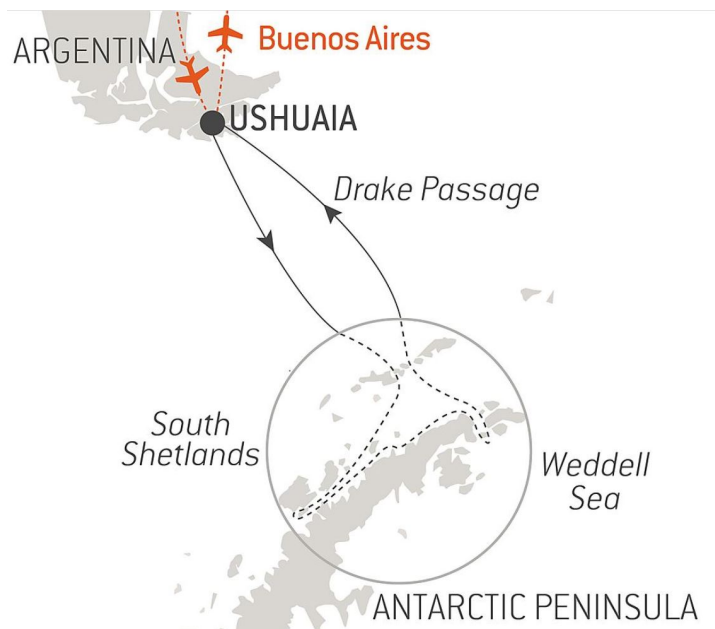 ARGENTINA
Buenos Aires
USHUAIA
Drake Passage
South
Shetlands
Weddell
Sea
ANTARCTIC PENINSULA